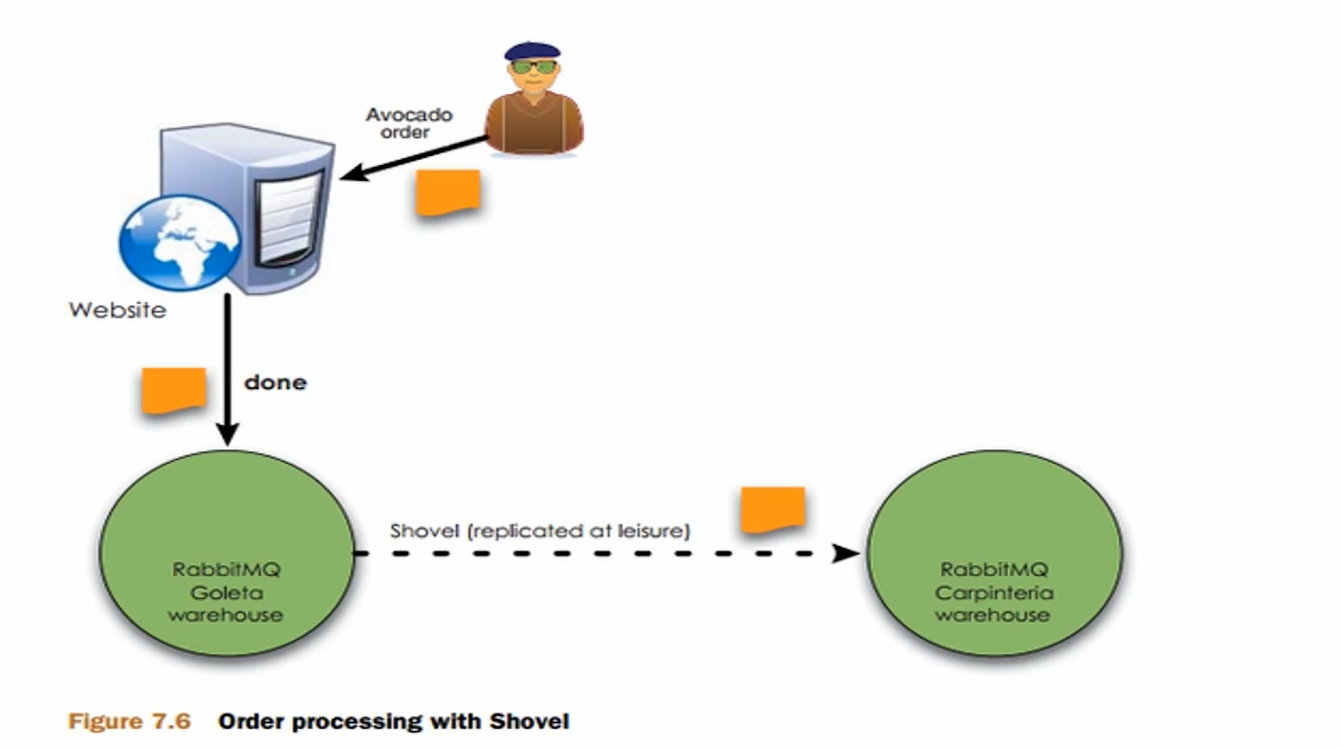 Avocado
order
Website
done
Shovel (replicated at leisure)
RabbitMQ
Goleta
warehouse
RabbitMQ
Carpinteria
warehouse
Figure 7.6 Order processing with Shovel